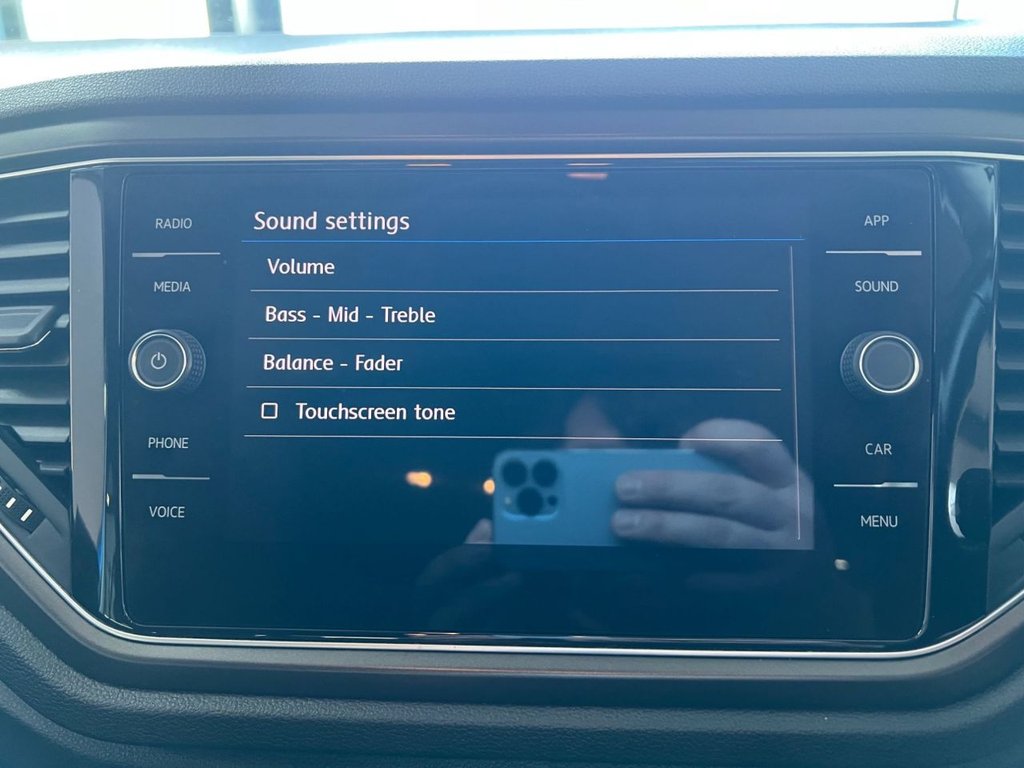 RADIO
MEDIA
PHONE
VOICE
Sound settings
Volume
Bass - Mid - Treble
Balance - Fader
Touchscreen tone
APP
SOUND
CAR
MENU